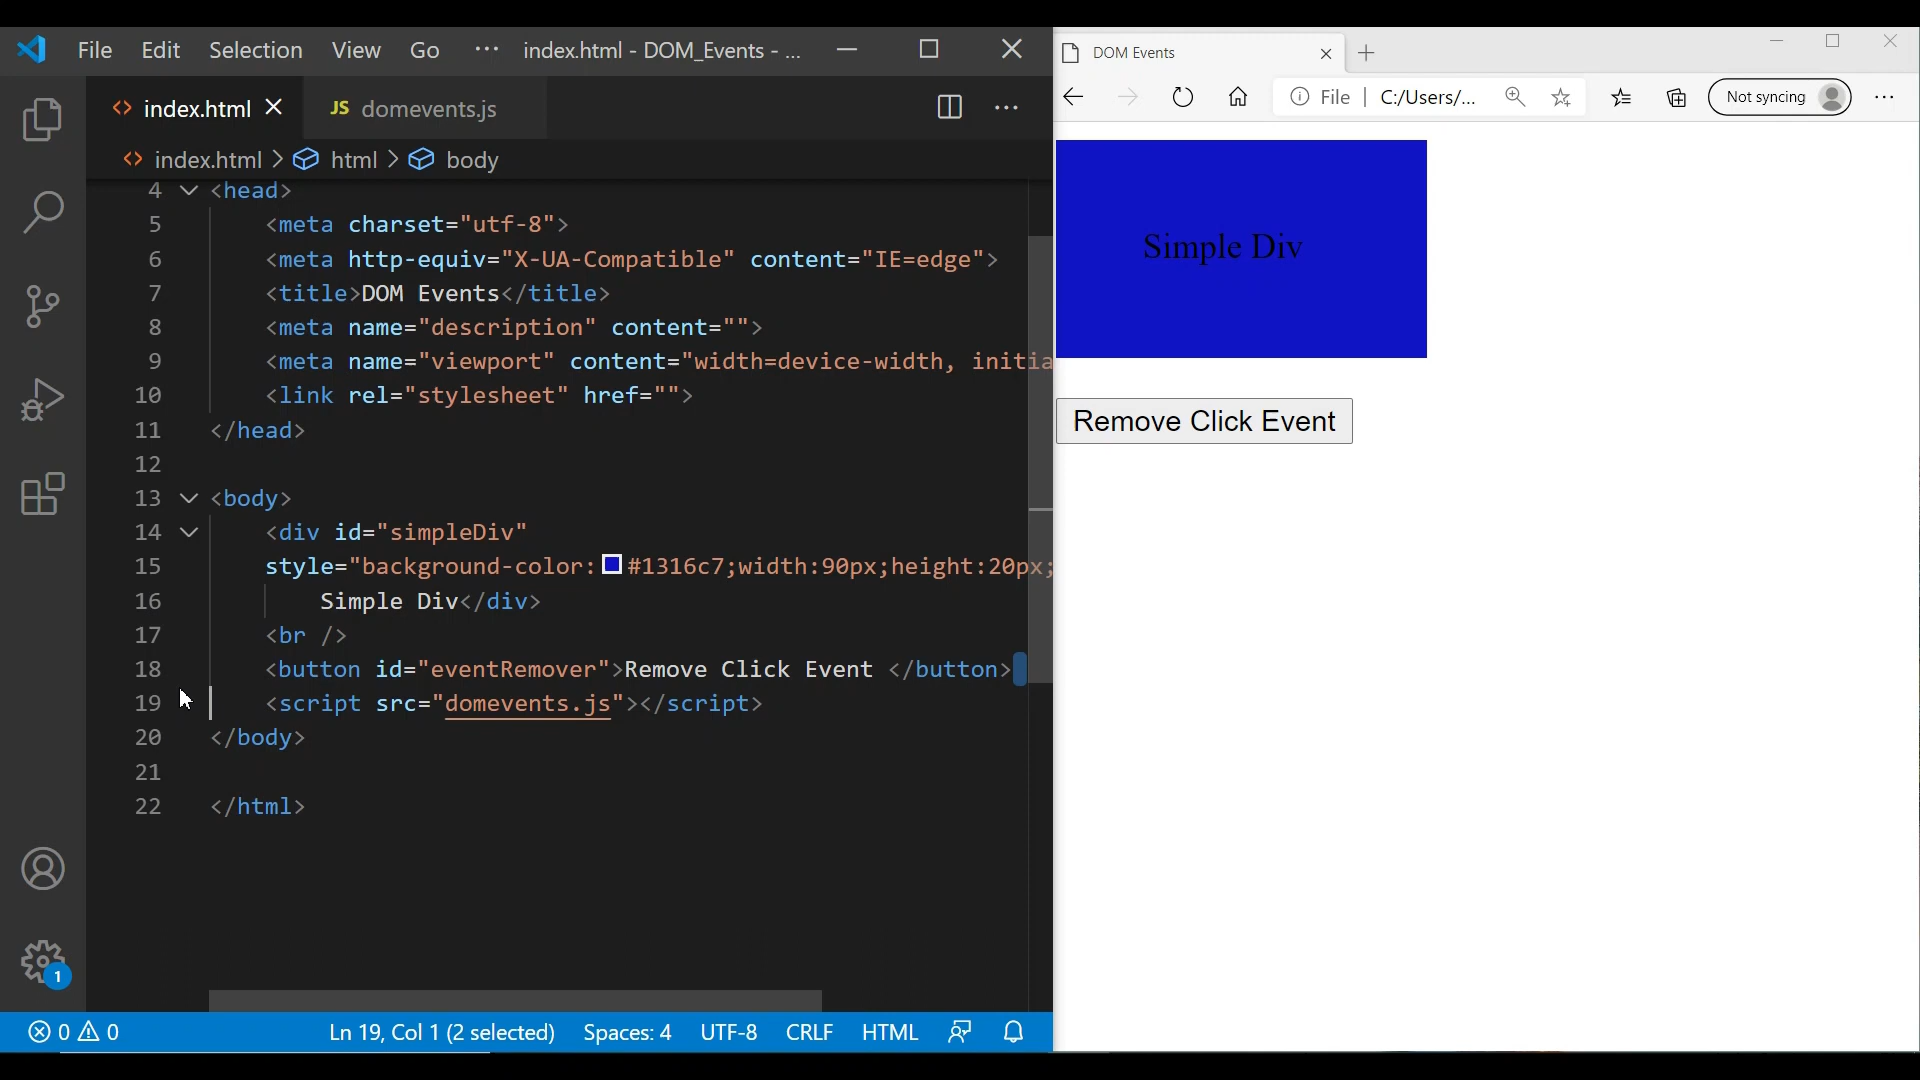 File Edit Selection View Go ··· index.html - DOM_Events - ...
index.html JS domevents.js ···
index.html > html > body
4 <head>
5 <meta charset="utf-8">
6 <meta http-equiv="X-UA-Compatible" content="IE=edge">
7 <title>DOM Events</title>
8 <meta name="description" content="">
9 <meta name="viewport" content="width=device-width, initia
10 <link rel="stylesheet" href="">
11 </head>
12
13 <body>
14 <div id="simpleDiv"
15 style="background-color: #1316c7;width:90px;height:20px;
16 Simple Div</div>
17 <br />
18 <button id="eventRemover">Remove Click Event </button>
19 <script src="domevents.js"></script>
20 </body>
21
22 </html>
1
0 0 Ln 19, Col 1 (2 selected) Spaces: 4 UTF-8 CRLF HTML
DOM Events
File | C:/Users/... Not syncing ···
Simple Div
Remove Click Event